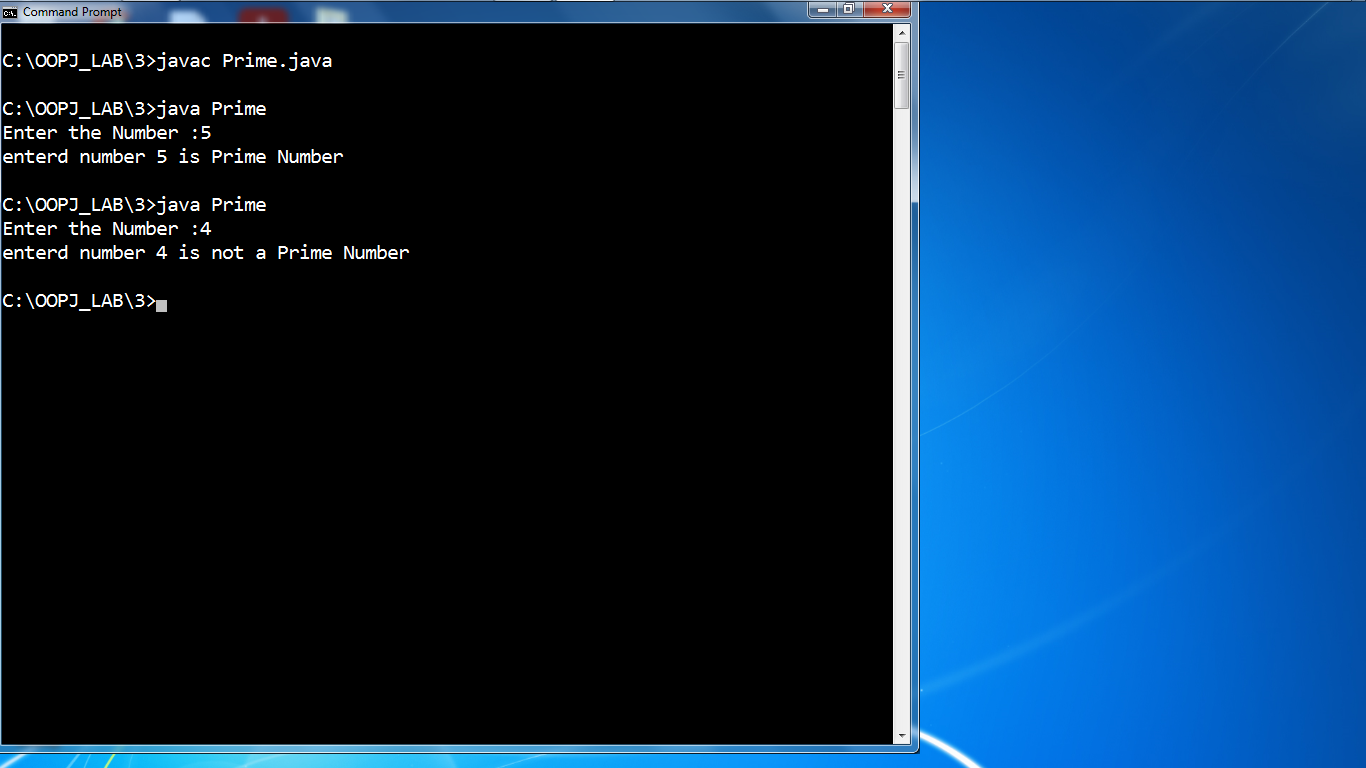 Command Prompt
C:\OOPJ_LAB\3>javac Prime.java
C:\OOPJ_LAB\3>java Prime
Enter the Number :5
enterd number 5 is Prime Number
C:\OOPJ_LAB\3>java Prime
Enter the Number :4
enterd number 4 is not a Prime Number
C:\OOPJ_LAB\3>